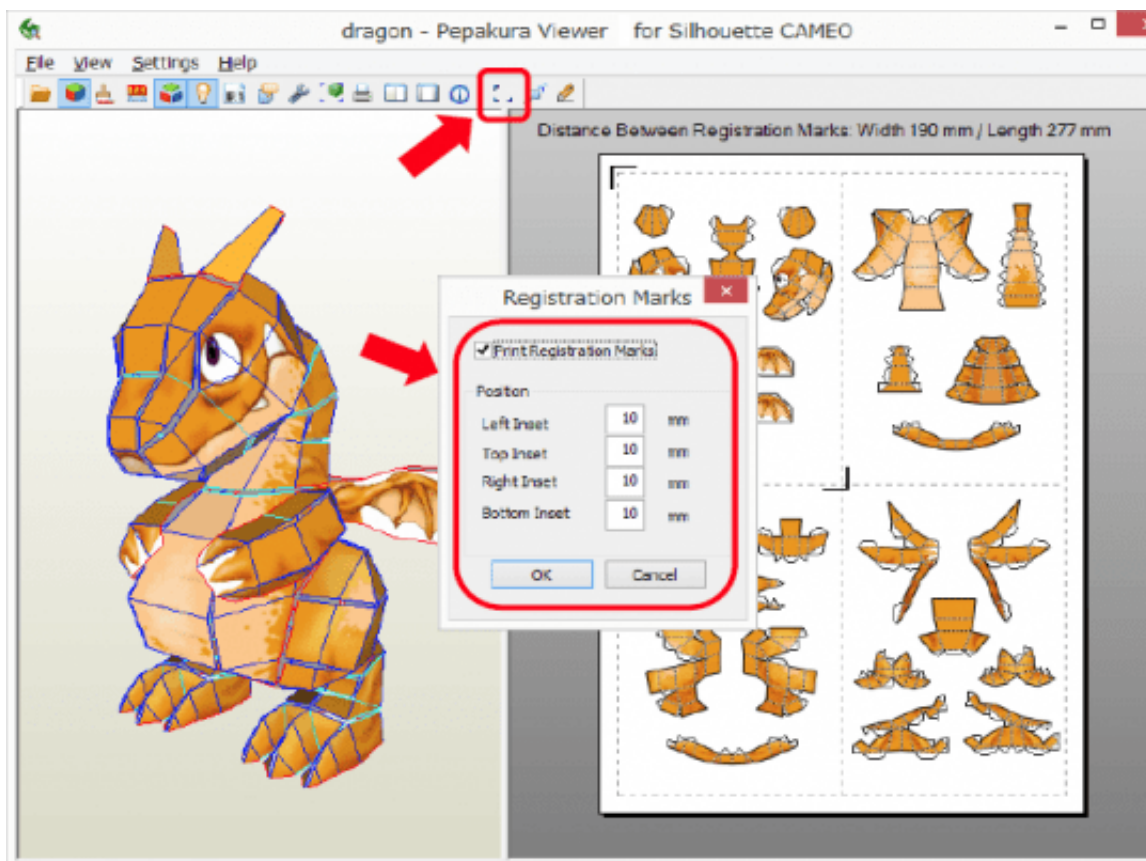 dragon - Pepakura Viewer for Silhouette CAMEO
File View Settings Help
Distance Between Registration Marks: Width 190 mm / Length 277 mm
Registration Marks
Print Registration Marks
Position
Left Inset 10 mm
Top Inset 10 mm
Right Inset 10 mm
Bottom Inset 10 mm
OK Cancel